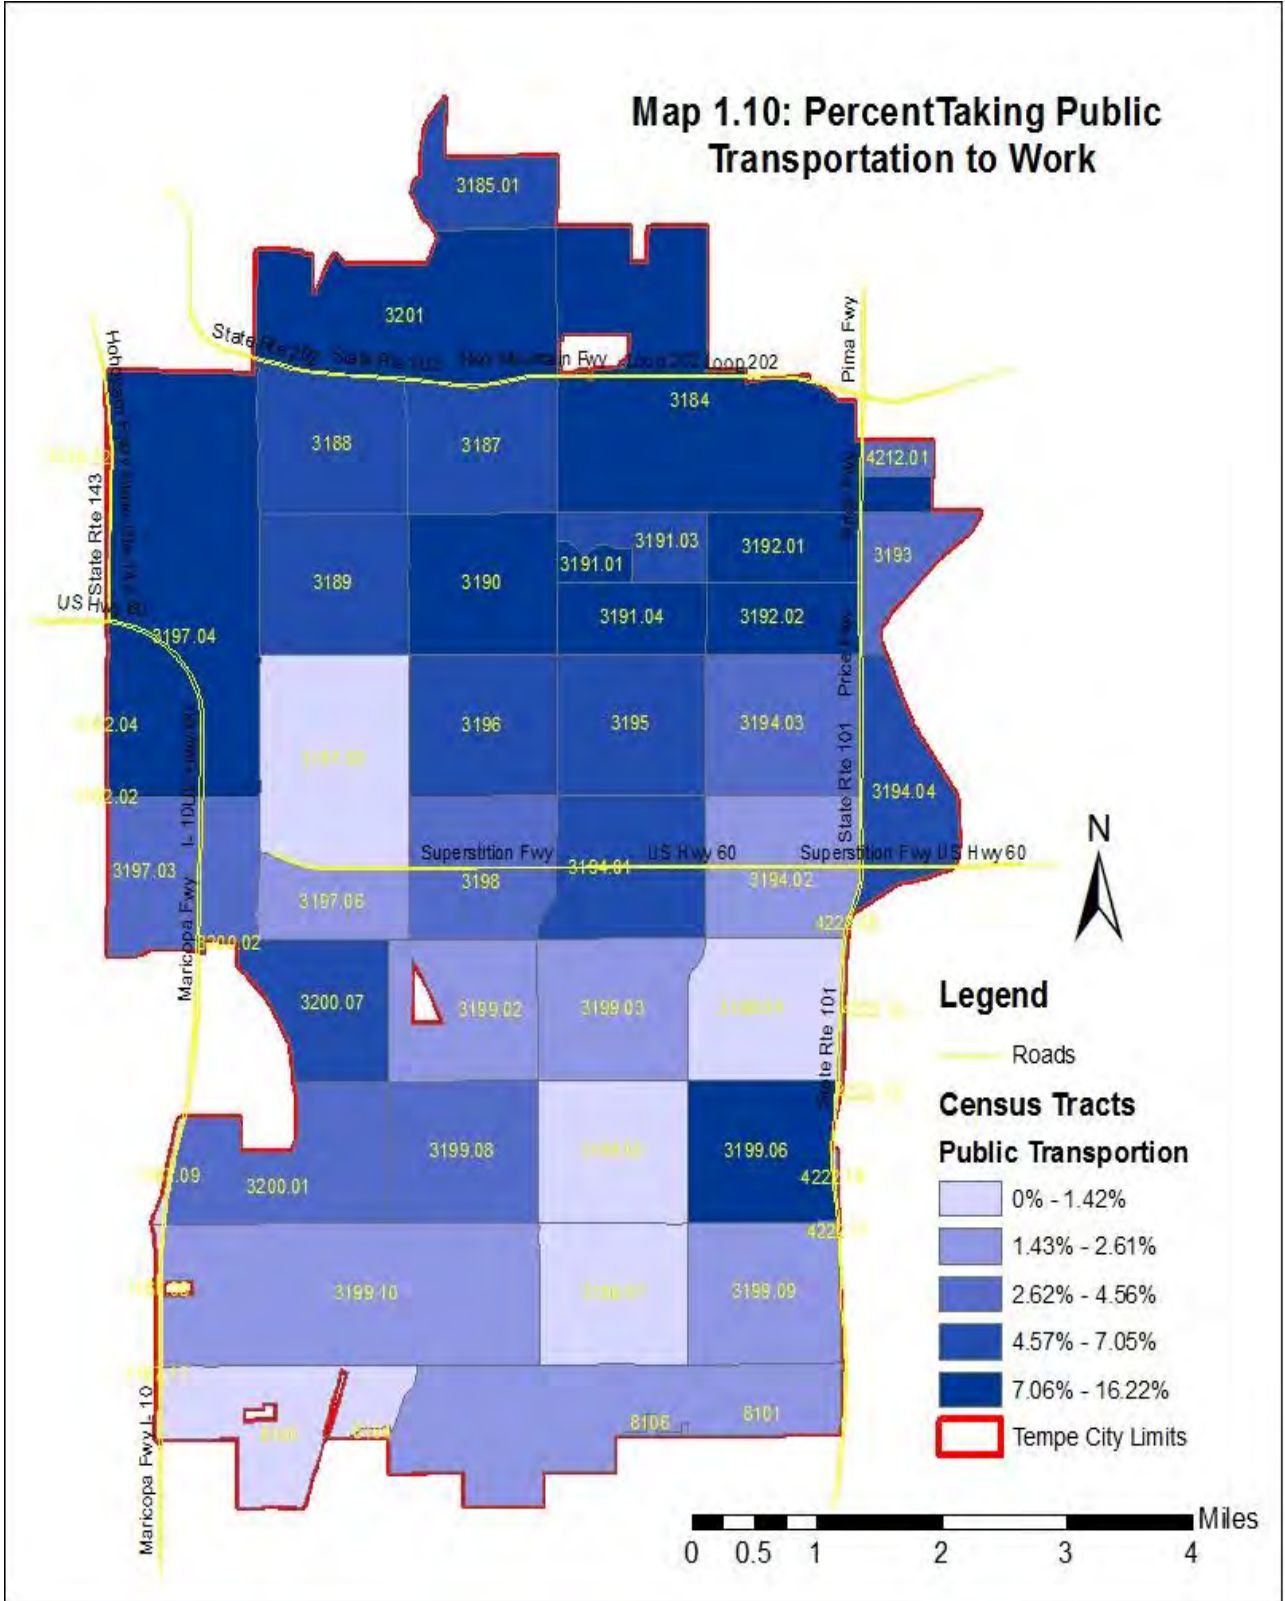 Map 1.10: PercentTaking Public
Transportation to Work
3185.01
3201
Pima Fwy
Loop 202
3184
3188
3187
4212.01
State Rte 143
3191.03
3192.01
3193
3191.01
3189
3190
US Hwy 60
3191.04
3192.02
3197.04
Price Fwy
3196
3195
3194.03
State Rte 101
3194.04
N
Superstition Fwy
US Hwy 60
Superstition Fwy US Hwy 60
3194.01
3197.03
3198
3194.02
3197.06
Maricopa Fwy
I- 10
3200.02
3200.07
3199.02
3199.03
State Rte 101
Legend
Roads
Census Tracts
Public Transportion
0% - 1.42%
1.43% - 2.61%
2.62% - 4.56%
4.57% - 7.05%
7.06% - 16.22%
Tempe City Limits
3199.08
3199.06
3200.01
3199.10
3199.09
8106
8101
Maricopa Fwy I- 10
Miles
0 0.5 1 2 3 4